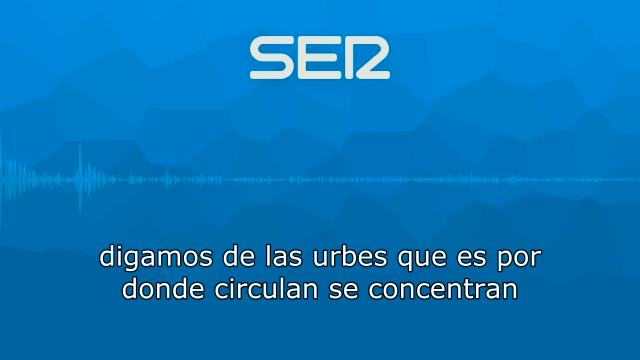 SER
digamos de las urbes que es por
donde circulan se concentran